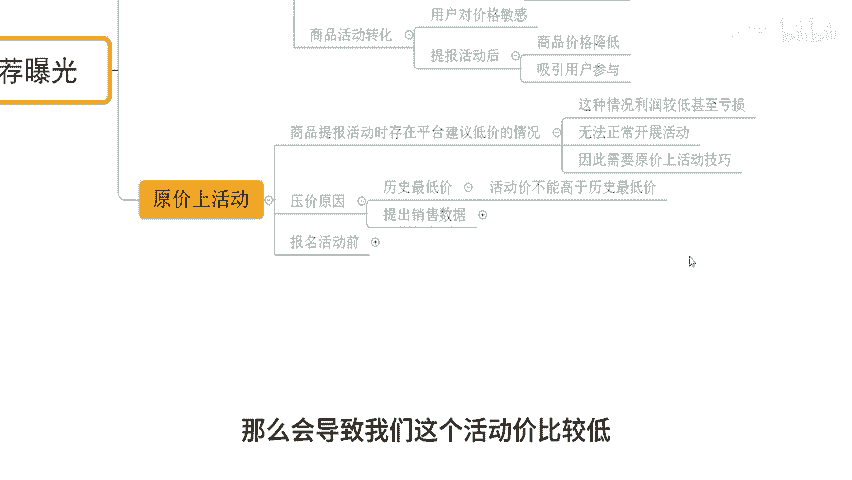 用户对价格敏感
商品活动转化
商品价格降低
提报活动后
吸引用户参与
荐曝光
这种情况利润较低甚至亏损
商品提报活动时存在平台建议低价的情况
无法正常开展活动
因此需要原价上活动技巧
原价上活动
历史最低价
活动价不能高于历史最低价
压价原因
提出销售数据
报名活动前
那么会导致我们这个活动价比较低